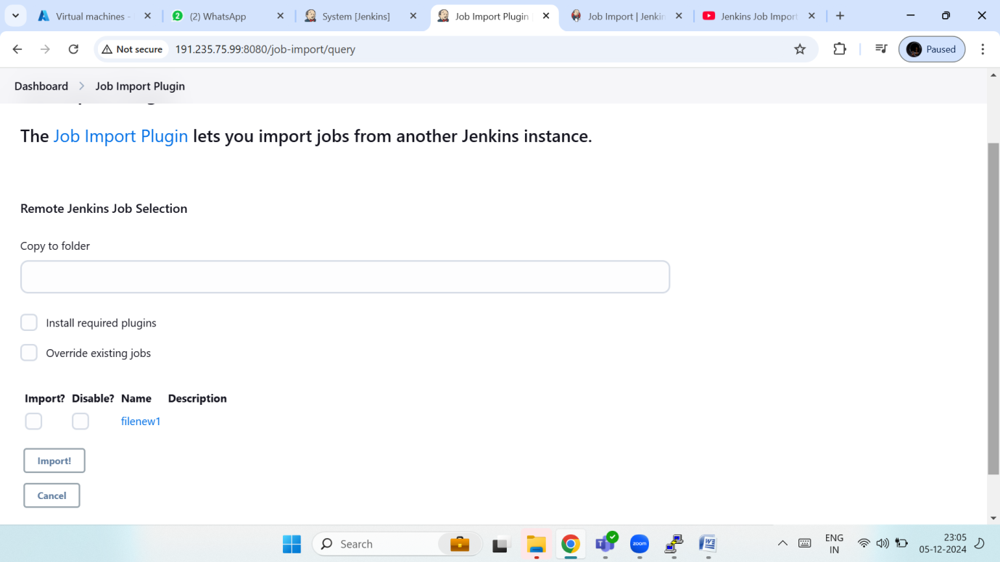 Virtual machines -
(2) WhatsApp
System [Jenkins]
Job Import Plugin
Job Import | Jenkin
Jenkins Job Import
Not secure
191.235.75.99:8080/job-import/query
Paused
Dashboard
Job Import Plugin
The Job Import Plugin lets you import jobs from another Jenkins instance.
Remote Jenkins Job Selection
Copy to folder
Install required plugins
Override existing jobs
Import? Disable? Name Description
filenew1
Import!
Cancel
Search
zoom
ENG
IN
23:05
05-12-2024